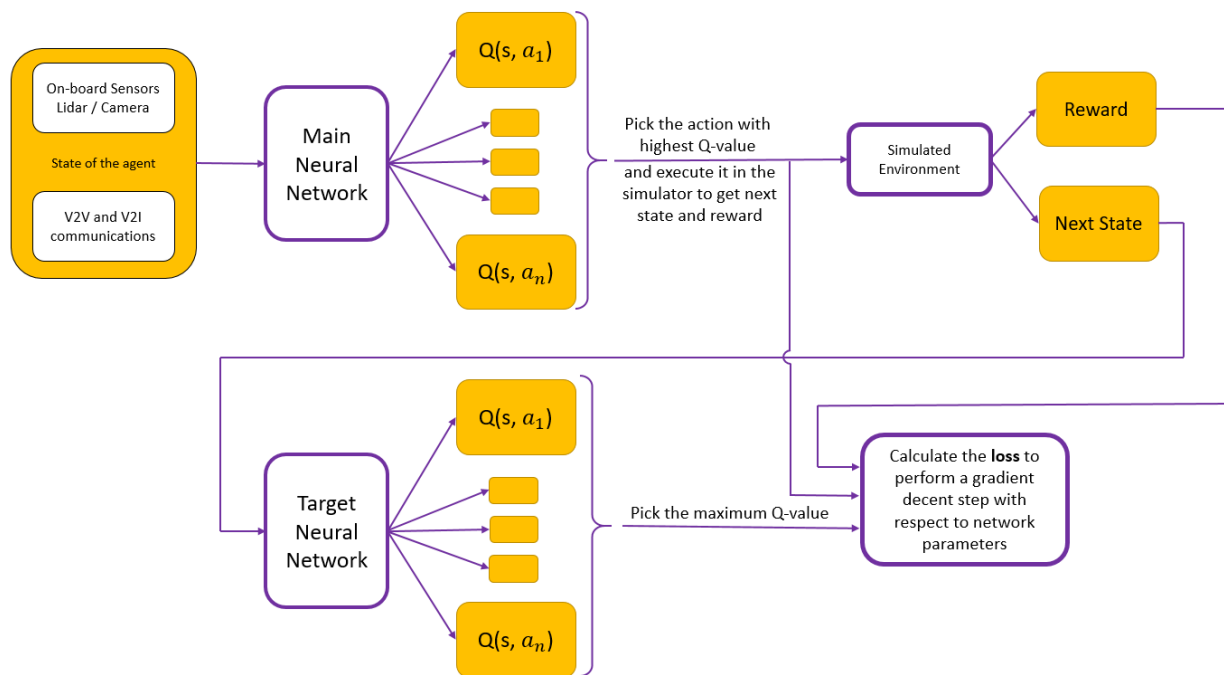 On-board Sensors
Lidar / Camera
State of the agent
V2V and V2I
communications
Main
Neural
Network
Q(s, a₁)
Q(s, aₙ)
Pick the action with
highest Q-value
and execute it in the
simulator to get next
state and reward
Simulated
Environment
Reward
Next State
Target
Neural
Network
Q(s, a₁)
Q(s, aₙ)
Pick the maximum Q-value
Calculate the loss to
perform a gradient
decent step with
respect to network
parameters